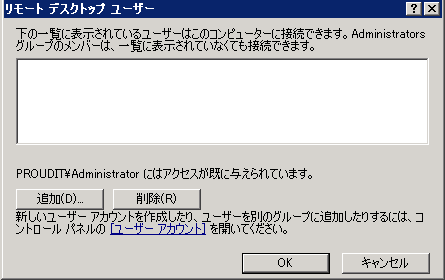 リモート デスクトップ ユーザー
下の一覧に表示されているユーザーはこのコンピューターに接続できます。Administrators
グループのメンバーは、一覧に表示されていなくても接続できます。
PROUDIT¥Administrator にはアクセスが既に与えられています。
追加(D)... 削除(R)
新しいユーザー アカウントを作成したり、ユーザーを別のグループに追加したりするには、コ
ントロール パネルの [ユーザー アカウント] を開いてください。
OK キャンセル